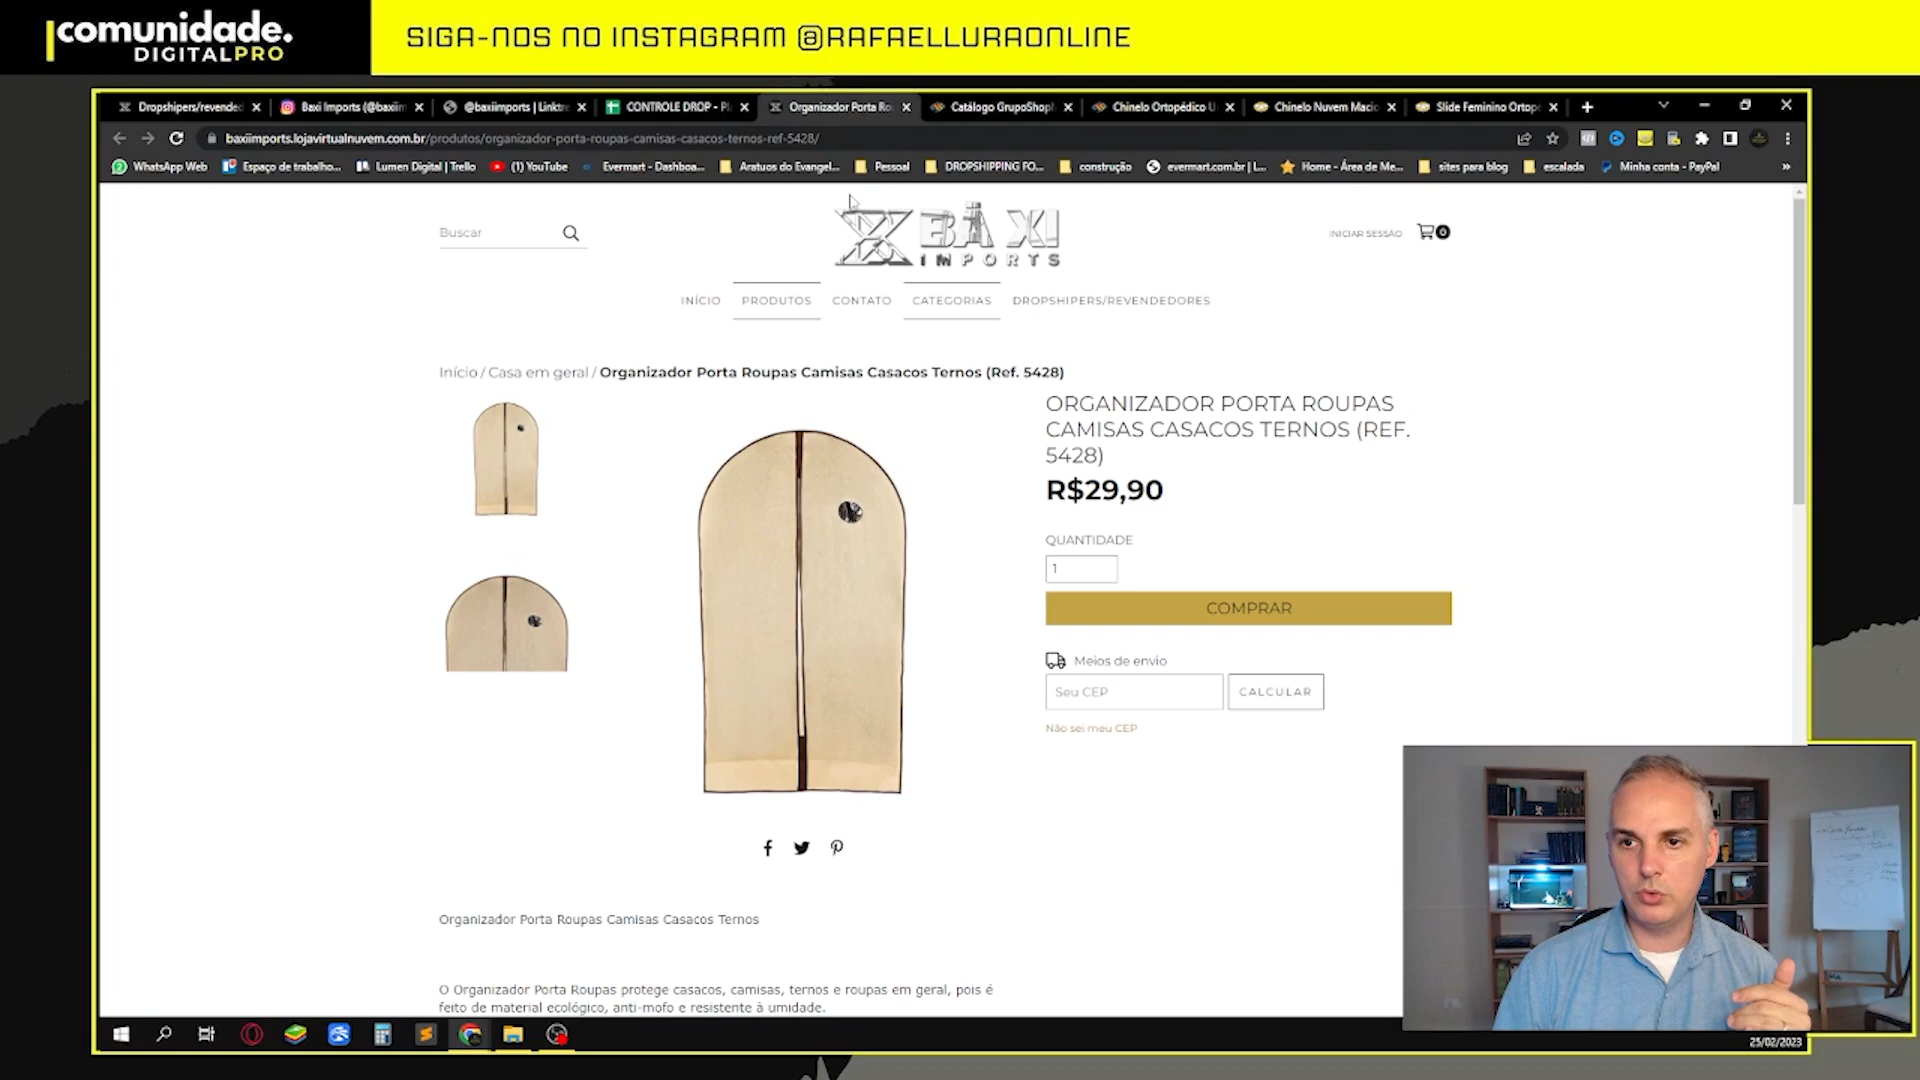 comunidade.
DIGITALPRO
SIGA-NOS NO INSTAGRAM @RAFAELLURAONLINE
Dropshipers/revended
Baxi Imports (@baxiim
@baxiimports | Linktre
CONTROLE DROP - Pl
Organizador Porta Ro
Catálogo GrupoShop
Chinelo Ortopédico U
Chinelo Nuvem Macio
Slide Feminino Ortop
baxiimports.lojavirtualnuvem.com.br/produtos/organizador-porta-roupas-camisas-casacos-ternos-ref-5428/
WhatsApp Web
Espaço de trabalho...
Lumen Digital | Trello
(1) YouTube
Evermart - Dashboa...
Aratuos do Evangel...
Pessoal
DROPSHIPPING FO...
construção
evermart.com.br | L...
Home - Área de Me...
sites para blog
escalada
Minha conta - PayPal
»
Buscar
BAXI
IMPORTS
INICIAR SESSÃO
0
INÍCIO
PRODUTOS
CONTATO
CATEGORIAS
DROPSHIPERS/REVENDEDORES
Início / Casa em geral / Organizador Porta Roupas Camisas Casacos Ternos (Ref. 5428)
ORGANIZADOR PORTA ROUPAS
CAMISAS CASACOS TERNOS (REF.
5428)
R$29,90
QUANTIDADE
1
COMPRAR
Meios de envio
Seu CEP
CALCULAR
Não sei meu CEP
Organizador Porta Roupas Camisas Casacos Ternos
O Organizador Porta Roupas protege casacos, camisas, ternos e roupas em geral, pois é
feito de material ecológico, anti-mofo e resistente à umidade.
25/02/2023